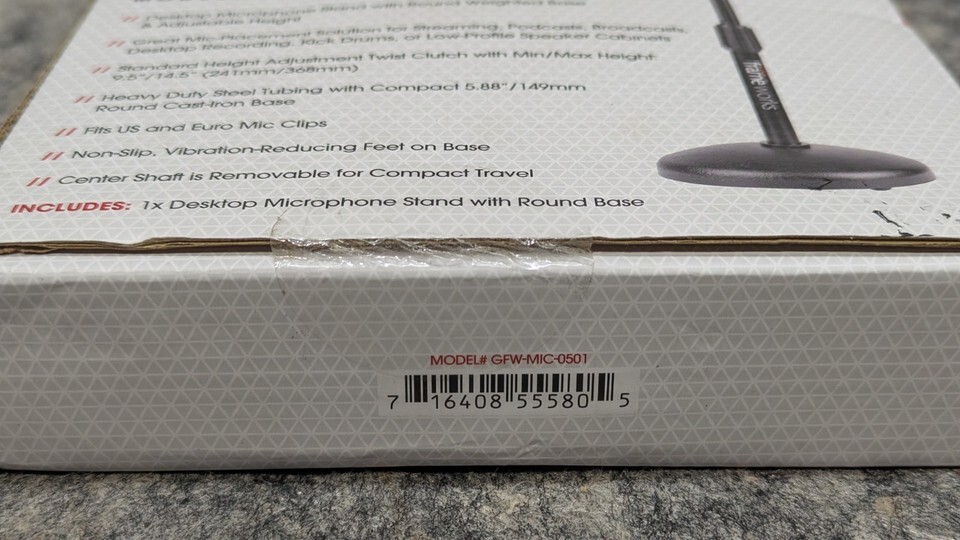 // Desktop Microphone Stand with Round Weighted Base
& Adjustable Height
// Great Mic-Placement Solution for Streaming, Podcasts, Broadcasts,
Desktop Recording, Kick Drums, or Low-Profile Speaker Cabinets
// Standard Height Adjustment Twist Clutch with Min/Max Height:
9.5"/14.5" (241mm/368mm)
// Heavy Duty Steel Tubing with Compact 5.88"/149mm
Round Cast-Iron Base
// Fits US and Euro Mic Clips
// Non-Slip, Vibration-Reducing Feet on Base
// Center Shaft is Removable for Compact Travel
INCLUDES: 1x Desktop Microphone Stand with Round Base
frameworks
MODEL# GFW-MIC-0501
7 16408 55580 5